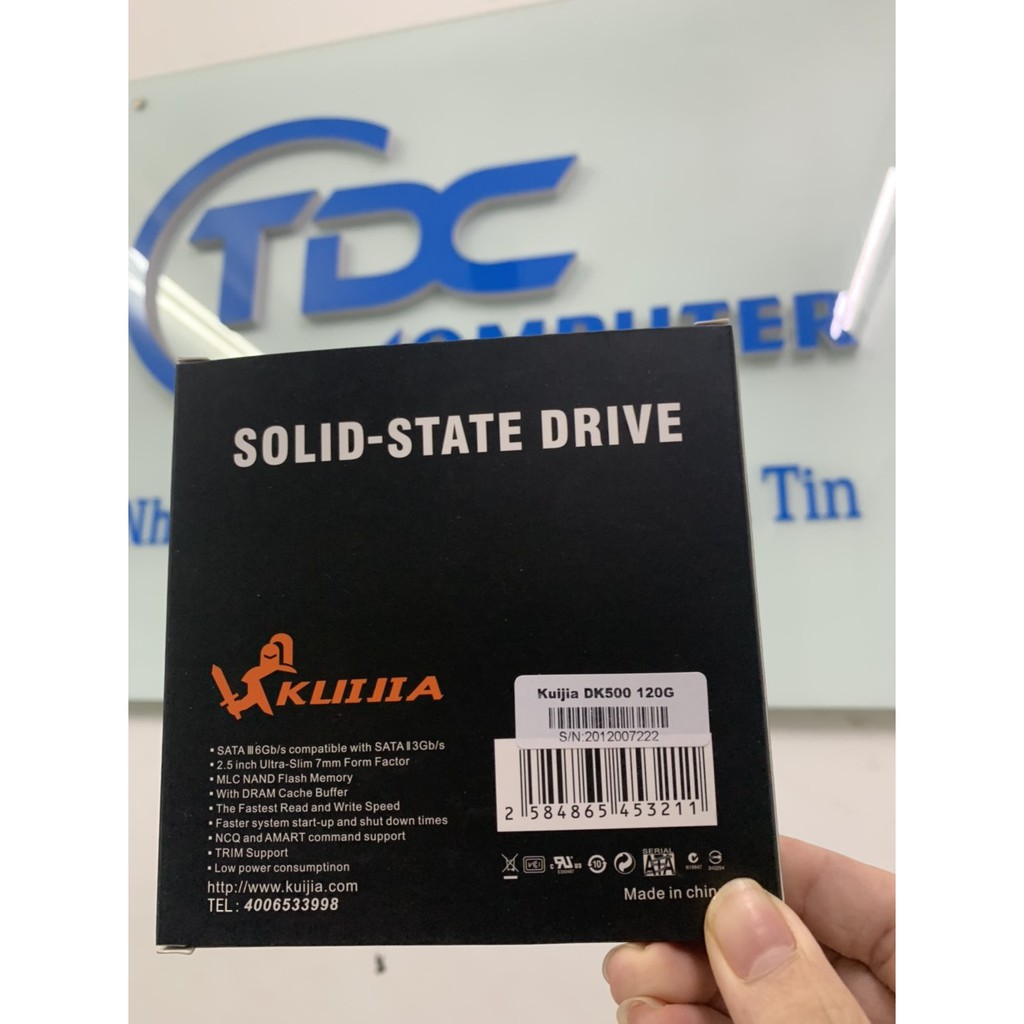 TDC
COMPUTER
Nh
Tin
SOLID-STATE DRIVE
KUIJIA
Kuijia DK500 120G
S/N:2012007222
2 584865 453211
▪ SATA Ⅲ 6Gb/s compatible with SATA Ⅱ 3Gb/s
▪ 2.5 inch Ultra-Slim 7mm Form Factor
▪ MLC NAND Flash Memory
▪ With DRAM Cache Buffer
▪ The Fastest Read and Write Speed
▪ Faster system start-up and shut down times
▪ NCQ and AMART command support
▪ TRIM Support
▪ Low power consumptinon
http://www.kuijia.com
TEL: 4006533998
SERIAL
ATA
Made in chin